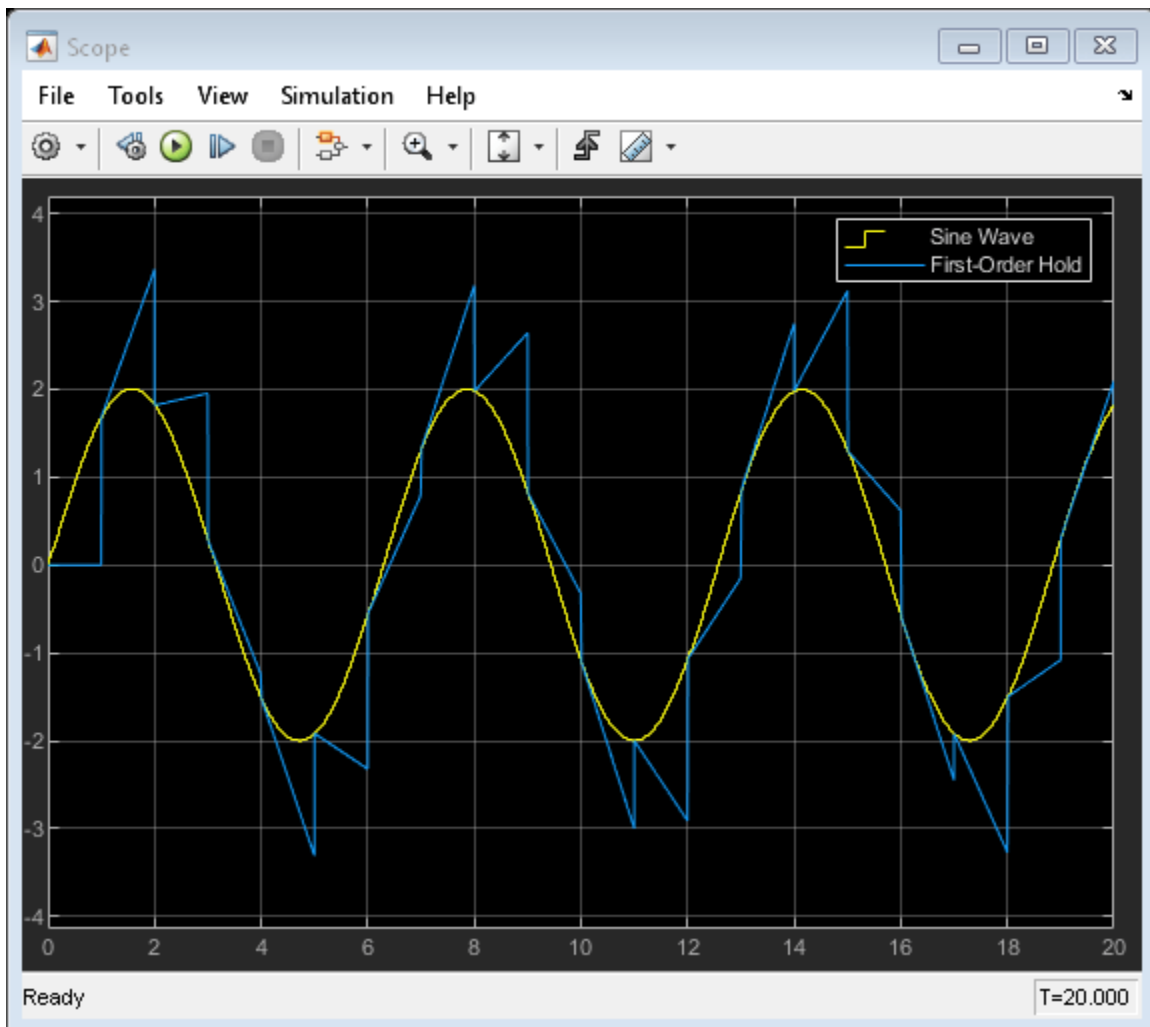 Scope
File Tools View Simulation Help
Sine Wave
First-Order Hold
4
3
2
1
0
-1
-2
-3
-4
0 2 4 6 8 10 12 14 16 18 20
Ready T=20.000